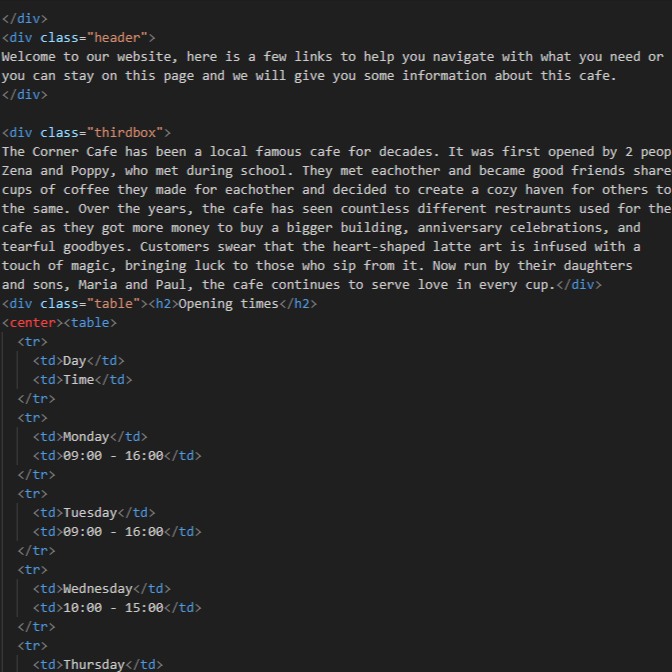 </div>
<div class="header">
Welcome to our website, here is a few links to help you navigate with what you need or
you can stay on this page and we will give you some information about this cafe.
</div>
<div class="thirdbox">
The Corner Cafe has been a local famous cafe for decades. It was first opened by 2 peop
Zena and Poppy, who met during school. They met eachother and became good friends share
cups of coffee they made for eachother and decided to create a cozy haven for others to
the same. Over the years, the cafe has seen countless different restraunts used for the
cafe as they got more money to buy a bigger building, anniversary celebrations, and
tearful goodbyes. Customers swear that the heart-shaped latte art is infused with a
touch of magic, bringing luck to those who sip from it. Now run by their daughters
and sons, Maria and Paul, the cafe continues to serve love in every cup.</div>
<div class="table"><h2>Opening times</h2>
<center><table>
<tr>
<td>Day</td>
<td>Time</td>
</tr>
<tr>
<td>Monday</td>
<td>09:00 - 16:00</td>
</tr>
<tr>
<td>Tuesday</td>
<td>09:00 - 16:00</td>
</tr>
<tr>
<td>Wednesday</td>
<td>10:00 - 15:00</td>
</tr>
<tr>
<td>Thursday</td>